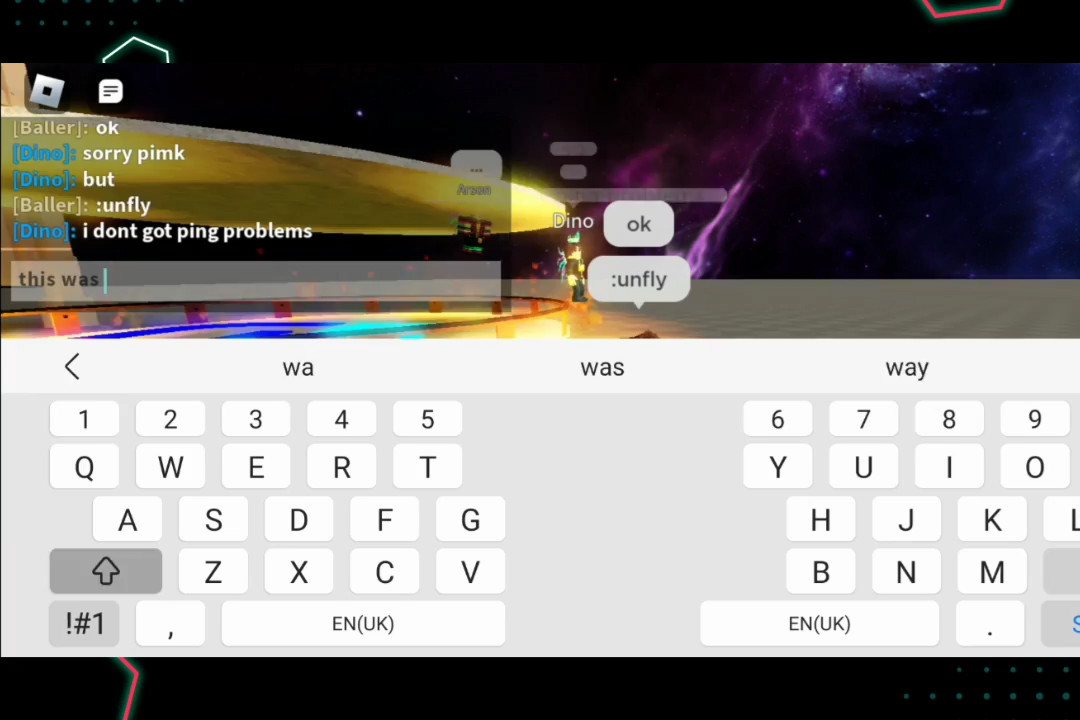 [Baller]: ok
[Dino]: sorry pimk
[Dino]: but
[Baller]: :unfly
[Dino]: i dont got ping problems
this was
...
Arson
Dino
ok
:unfly
wa was way
1 2 3 4 5 6 7 8 9
Q W E R T Y U I O
A S D F G H J K L
Z X C V B N M
!#1 , EN(UK) EN(UK) . S